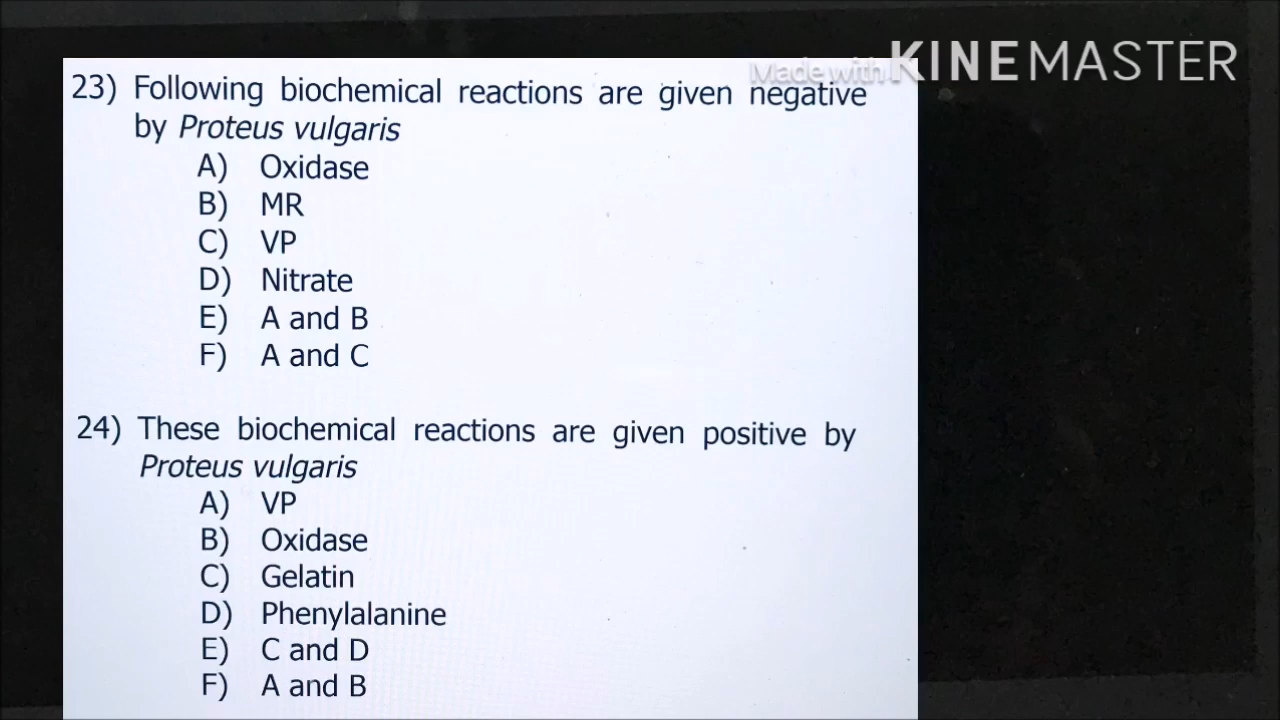 Made with KINEMASTER
23) Following biochemical reactions are given negative
by Proteus vulgaris
A) Oxidase
B) MR
C) VP
D) Nitrate
E) A and B
F) A and C
24) These biochemical reactions are given positive by
Proteus vulgaris
A) VP
B) Oxidase
C) Gelatin
D) Phenylalanine
E) C and D
F) A and B